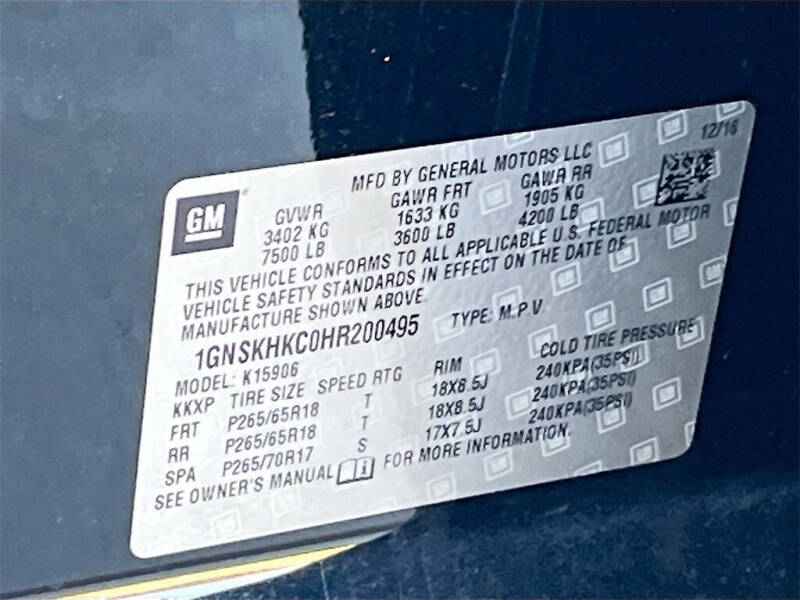 12/16
MFD BY GENERAL MOTORS LLC
GM
GVWR GAWR FRT GAWR RR
3402 KG 1633 KG 1905 KG
7500 LB 3600 LB 4200 LB
THIS VEHICLE CONFORMS TO ALL APPLICABLE U.S. FEDERAL MOTOR
VEHICLE SAFETY STANDARDS IN EFFECT ON THE DATE OF
MANUFACTURE SHOWN ABOVE.
1GNSKHKC0HR200495 TYPE: M.P.V.
MODEL: K15906
KKXP TIRE SIZE SPEED RTG RIM COLD TIRE PRESSURE
FRT P265/65R18 T 18X8.5J 240KPA(35PSI)
RR P265/65R18 T 18X8.5J 240KPA(35PSI)
SPA P265/70R17 S 17X7.5J 240KPA(35PSI)
SEE OWNER'S MANUAL FOR MORE INFORMATION.